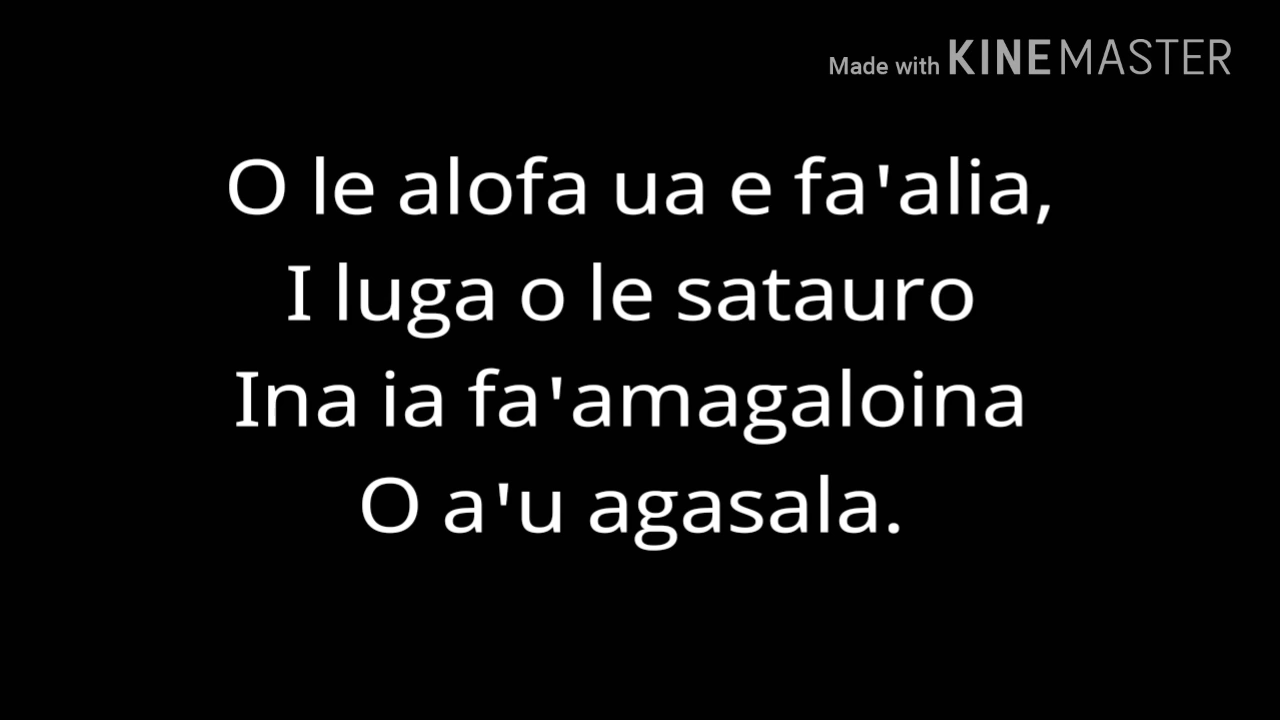 Made with KINEMASTER
O le alofa ua e fa'alia,
I luga o le satauro
Ina ia fa'amagaloina
O a'u agasala.